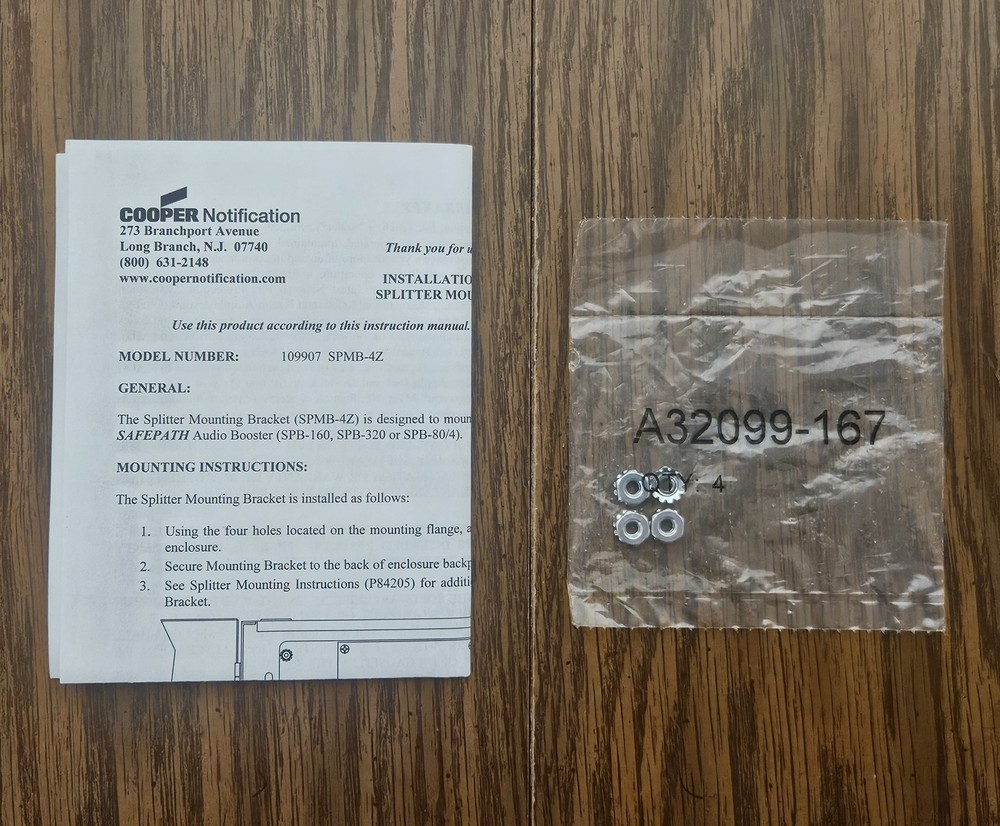 COOPER Notification
273 Branchport Avenue
Long Branch, N.J. 07740
(800) 631-2148
www.coopernotification.com
Thank you for u
INSTALLATIO
SPLITTER MOU
Use this product according to this instruction manual.
MODEL NUMBER: 109907 SPMB-4Z
GENERAL:
The Splitter Mounting Bracket (SPMB-4Z) is designed to moun
SAFEPATH Audio Booster (SPB-160, SPB-320 or SPB-80/4).
MOUNTING INSTRUCTIONS:
The Splitter Mounting Bracket is installed as follows:
1. Using the four holes located on the mounting flange, a
enclosure.
2. Secure Mounting Bracket to the back of enclosure backp
3. See Splitter Mounting Instructions (P84205) for additi
Bracket.
A32099-167
QTY: 4